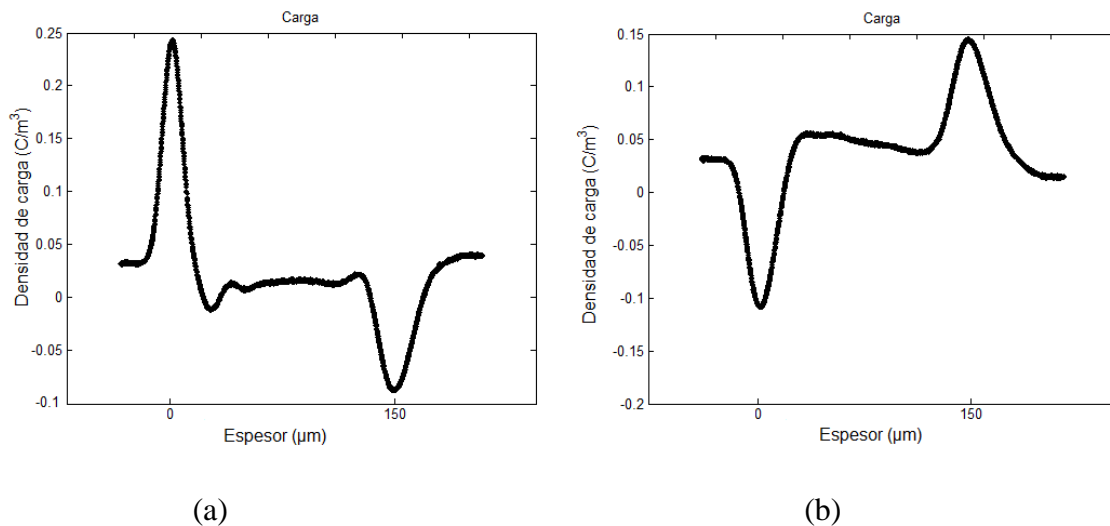 Carga
0.25
0.2
0.15
0.1
0.05
0
-0.05
-0.1
Densidad de carga (C/m³)
0
150
Espesor (µm)
(a)
Carga
0.15
0.1
0.05
0
-0.05
-0.1
-0.15
-0.2
Densidad de carga (C/m³)
0
150
Espesor (µm)
(b)